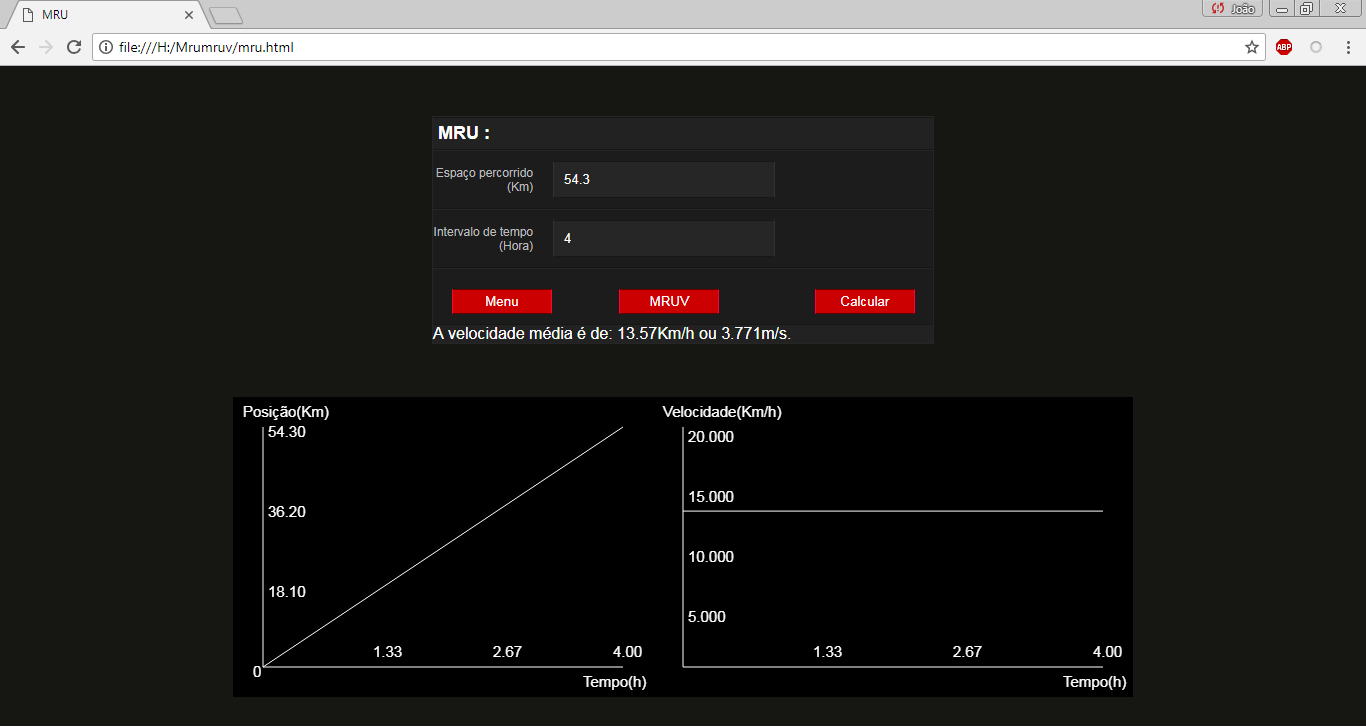 MRU
João
file:///H:/Mrumruv/mru.html
ABP
MRU :
Espaço percorrido
(Km)
54.3
Intervalo de tempo
(Hora)
4
Menu
MRUV
Calcular
A velocidade média é de: 13.57Km/h ou 3.771m/s.
Posição(Km)
54.30
36.20
18.10
0
1.33
2.67
4.00
Tempo(h)
Velocidade(Km/h)
20.000
15.000
10.000
5.000
1.33
2.67
4.00
Tempo(h)